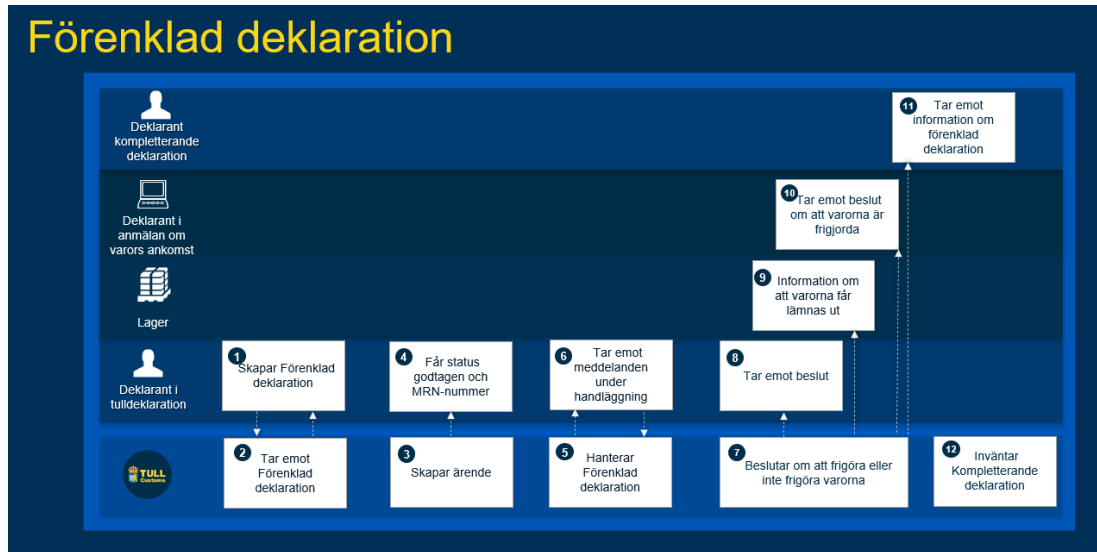 Förenklad deklaration
Deklarant
kompletterande
deklaration
11
Tar emot
information om
förenklad
deklaration
Deklarant i
anmälan om
varors ankomst
10
Tar emot beslut
om att varorna är
frigjorda
Lager
9
Information om
att varorna får
lämnas ut
Deklarant i
tulldeklaration
1
Skapar Förenklad
deklaration
4
Får status
godtagen och
MRN-nummer
6
Tar emot
meddelanden
under
handläggning
8
Tar emot beslut
TULL
Customs
2
Tar emot
Förenklad
deklaration
3
Skapar ärende
5
Hanterar
Förenklad
deklaration
7
Beslutar om att frigöra eller
inte frigöra varorna
12
Inväntar
Kompletterande
deklaration